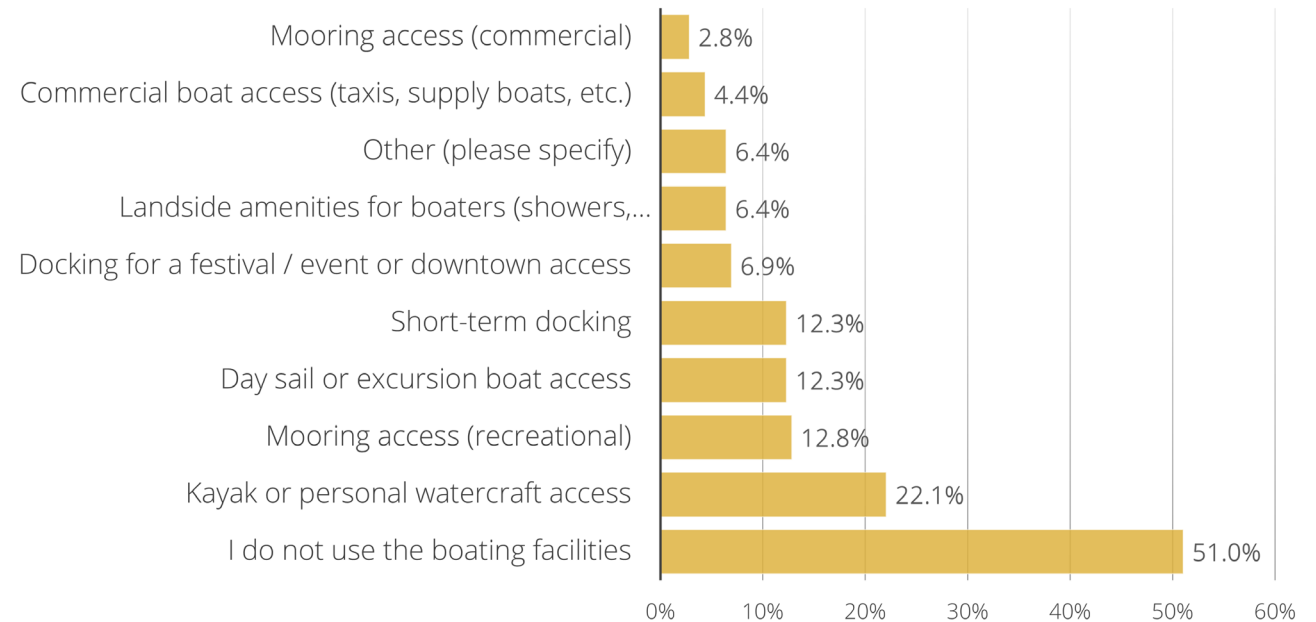 Mooring access (commercial) 2.8%
Commercial boat access (taxis, supply boats, etc.) 4.4%
Other (please specify) 6.4%
Landside amenities for boaters (showers,... 6.4%
Docking for a festival / event or downtown access 6.9%
Short-term docking 12.3%
Day sail or excursion boat access 12.3%
Mooring access (recreational) 12.8%
Kayak or personal watercraft access 22.1%
I do not use the boating facilities 51.0%
0% 10% 20% 30% 40% 50% 60%